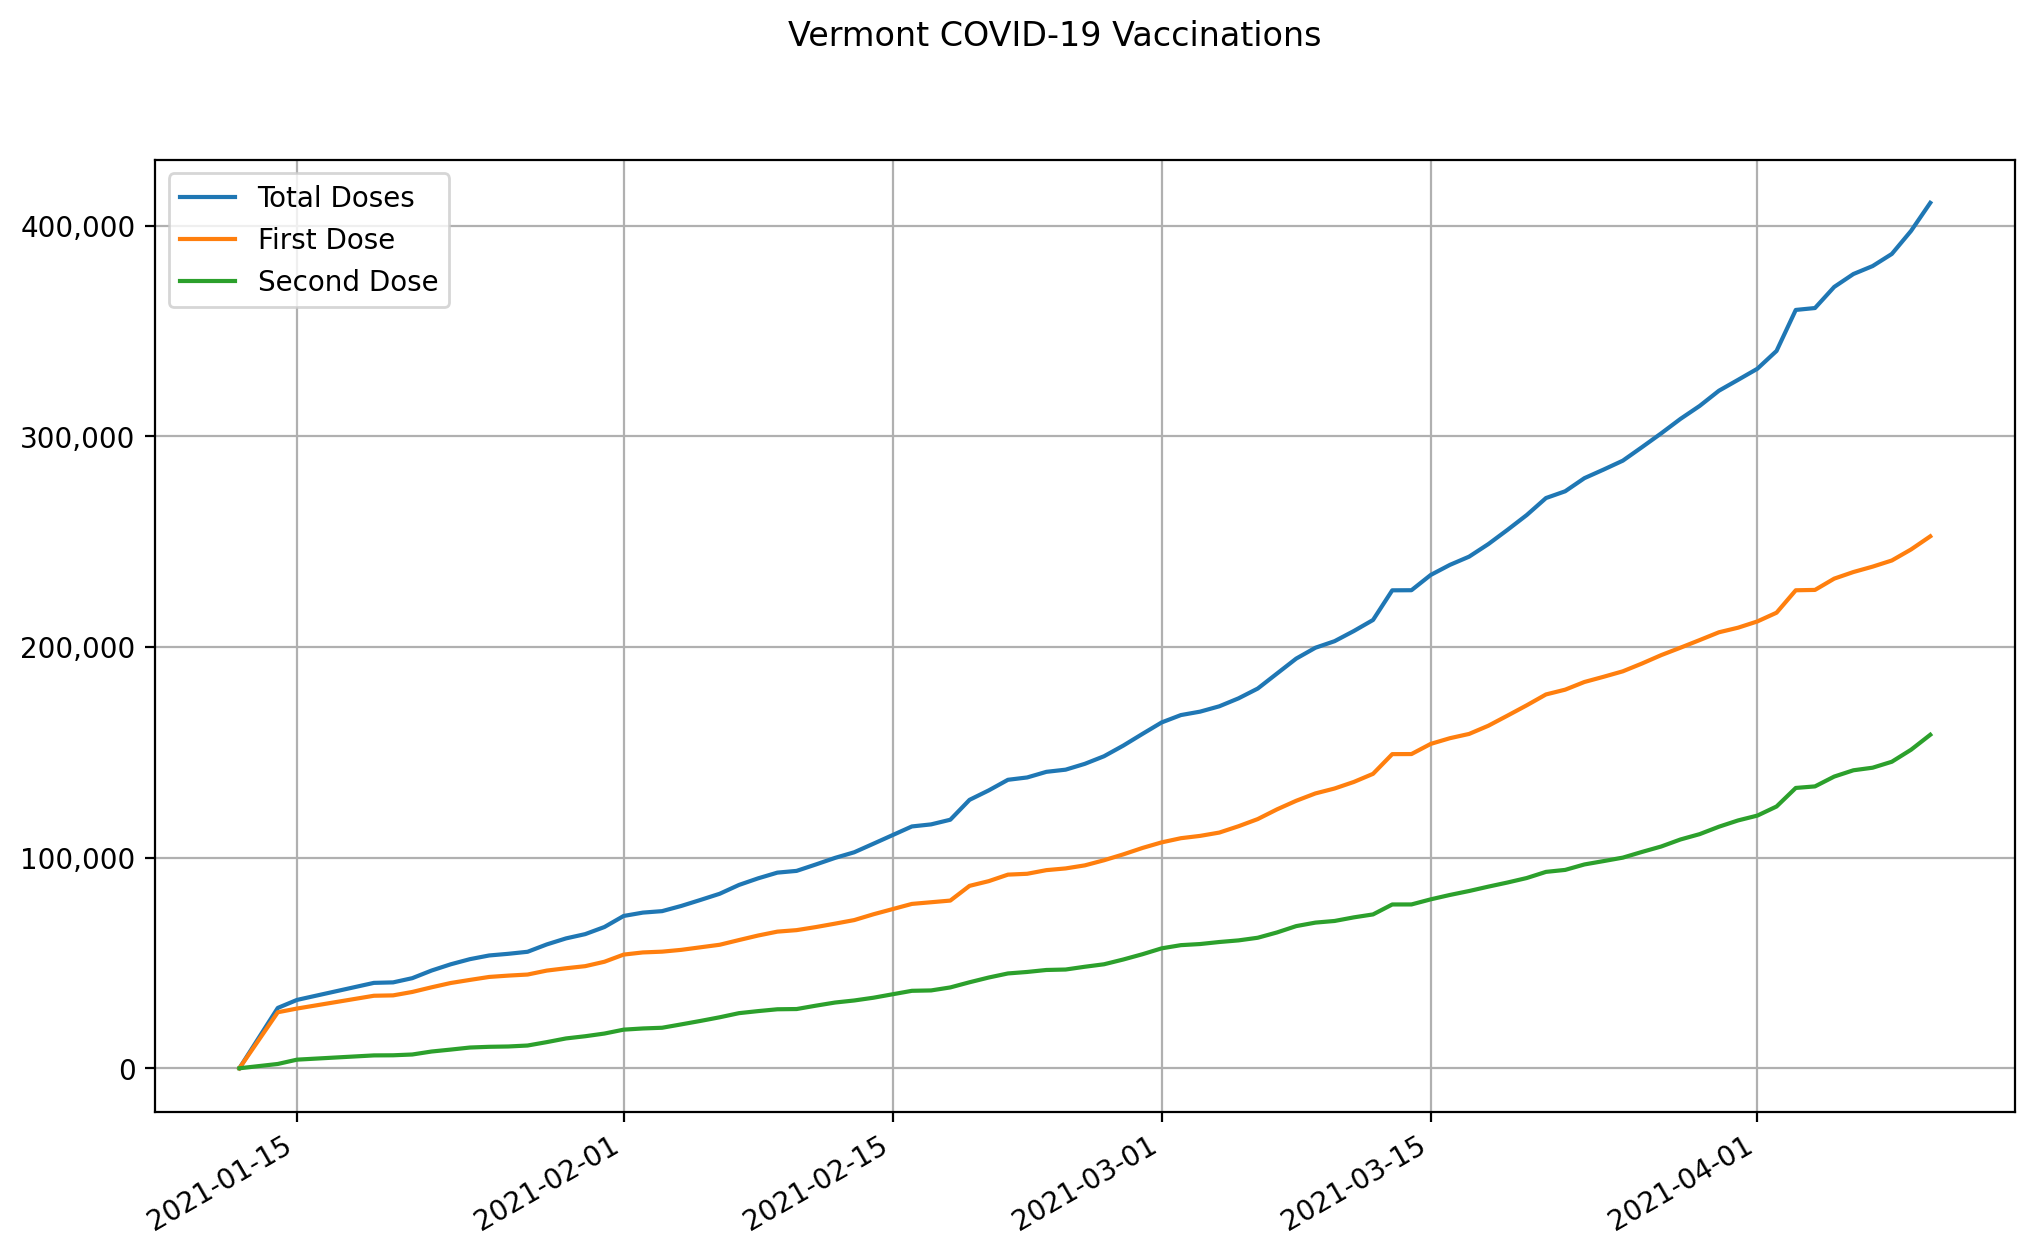 Vermont COVID-19 Vaccinations
Total Doses
First Dose
Second Dose
400,000
300,000
200,000
100,000
0
2021-01-15
2021-02-01
2021-02-15
2021-03-01
2021-03-15
2021-04-01